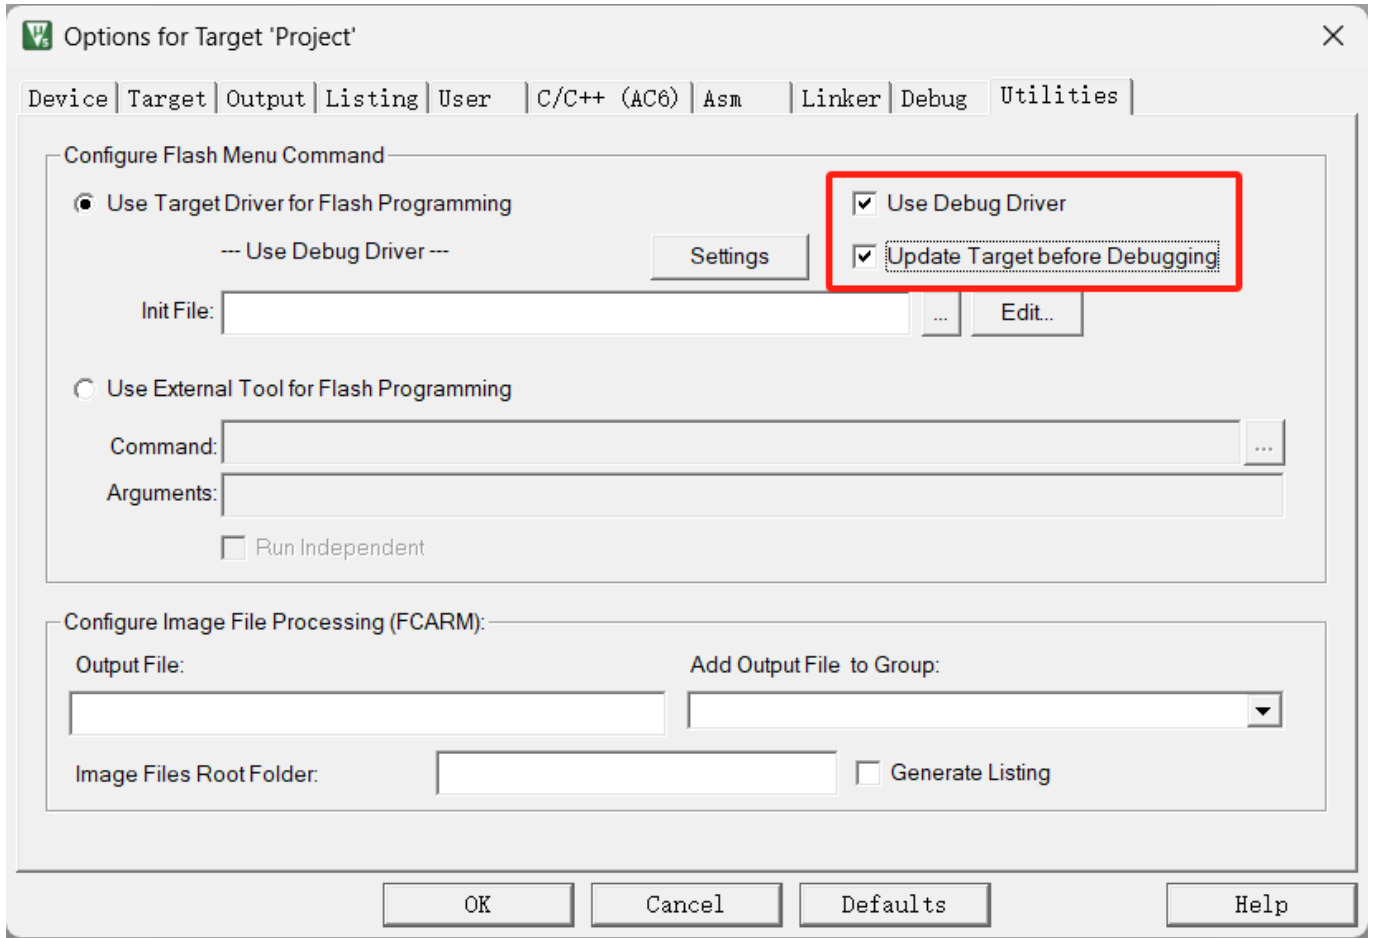 Options for Target 'Project'
Device Target Output Listing User C/C++ (AC6) Asm Linker Debug Utilities
Configure Flash Menu Command
Use Target Driver for Flash Programming Use Debug Driver
--- Use Debug Driver --- Settings Update Target before Debugging
Init File: ... Edit...
Use External Tool for Flash Programming
Command: ...
Arguments:
Run Independent
Configure Image File Processing (FCARM):
Output File: Add Output File to Group:
Image Files Root Folder: Generate Listing
OK Cancel Defaults Help